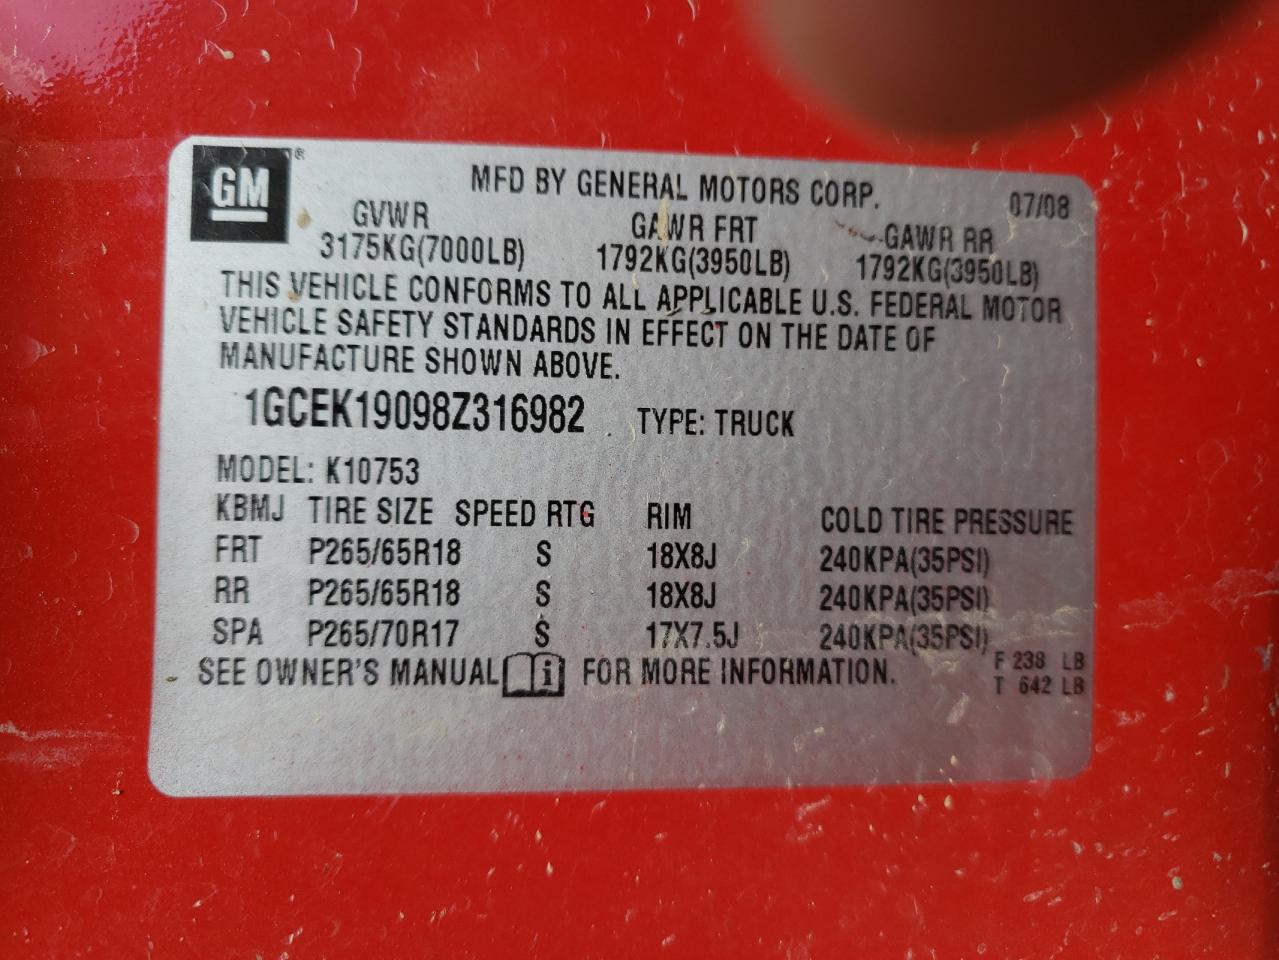 GM®
MFD BY GENERAL MOTORS CORP. 07/08
GVWR GAWR FRT GAWR RR
3175KG(7000LB) 1792KG(3950LB) 1792KG(3950LB)
THIS VEHICLE CONFORMS TO ALL APPLICABLE U.S. FEDERAL MOTOR
VEHICLE SAFETY STANDARDS IN EFFECT ON THE DATE OF
MANUFACTURE SHOWN ABOVE.
1GCEK19098Z316982 TYPE: TRUCK
MODEL: K10753
KBMJ TIRE SIZE SPEED RTG RIM COLD TIRE PRESSURE
FRT P265/65R18 S 18X8J 240KPA(35PSI)
RR P265/65R18 S 18X8J 240KPA(35PSI)
SPA P265/70R17 S 17X7.5J 240KPA(35PSI)
SEE OWNER'S MANUAL i FOR MORE INFORMATION.
F 238 LB
T 642 LB